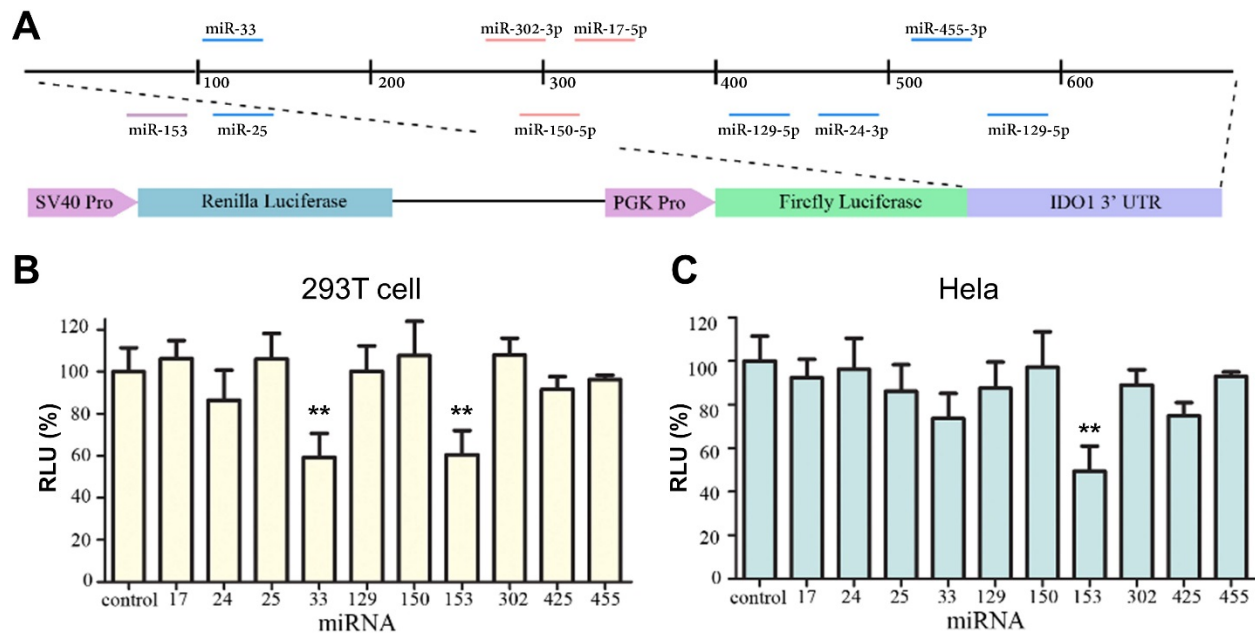 A
miR-33 miR-302-3p miR-17-5p miR-455-3p
100 200 300 400 500 600
miR-153 miR-25 miR-150-5p miR-129-5p miR-24-3p miR-129-5p
SV40 Pro Renilla Luciferase PGK Pro Firefly Luciferase IDO1 3' UTR
B
293T cell
RLU (%)
120
100
80
60
40
20
0
** **
control 17 24 25 33 129 150 153 302 425 455
miRNA
C
Hela
RLU (%)
120
100
80
60
40
20
0
**
control 17 24 25 33 129 150 153 302 425 455
miRNA